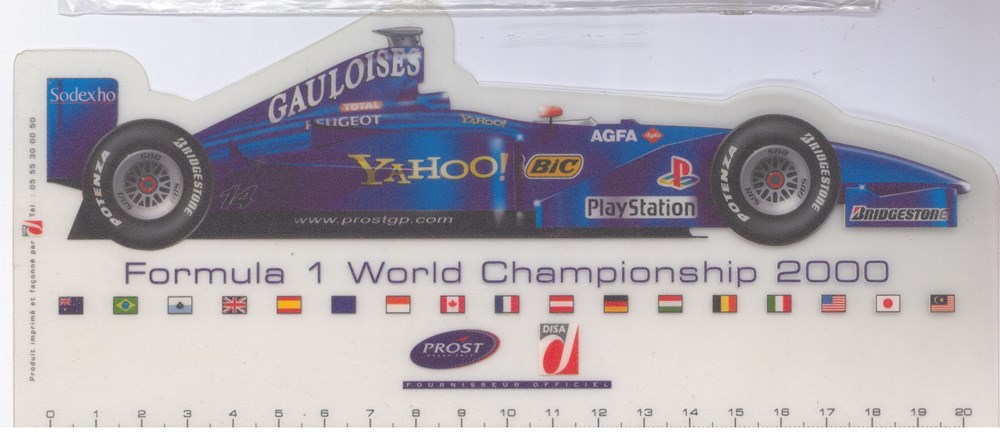 Sodexho
GAULOISES
TOTAL
PEUGEOT
YAHOO!
AGFA
YAHOO!
BIC
PlayStation
POTENZA
BRIDGESTONE
14
www.prostgp.com
POTENZA
BRIDGESTONE
BRIDGESTONE
Formula 1 World Championship 2000
PROST
DISA
FOURNISSEUR OFFICIEL
0 1 2 3 4 5 6 7 8 9 10 11 12 13 14 15 16 17 18 19 20
Produit imprimé et façonné par Tél. : 05 55 30 00 50